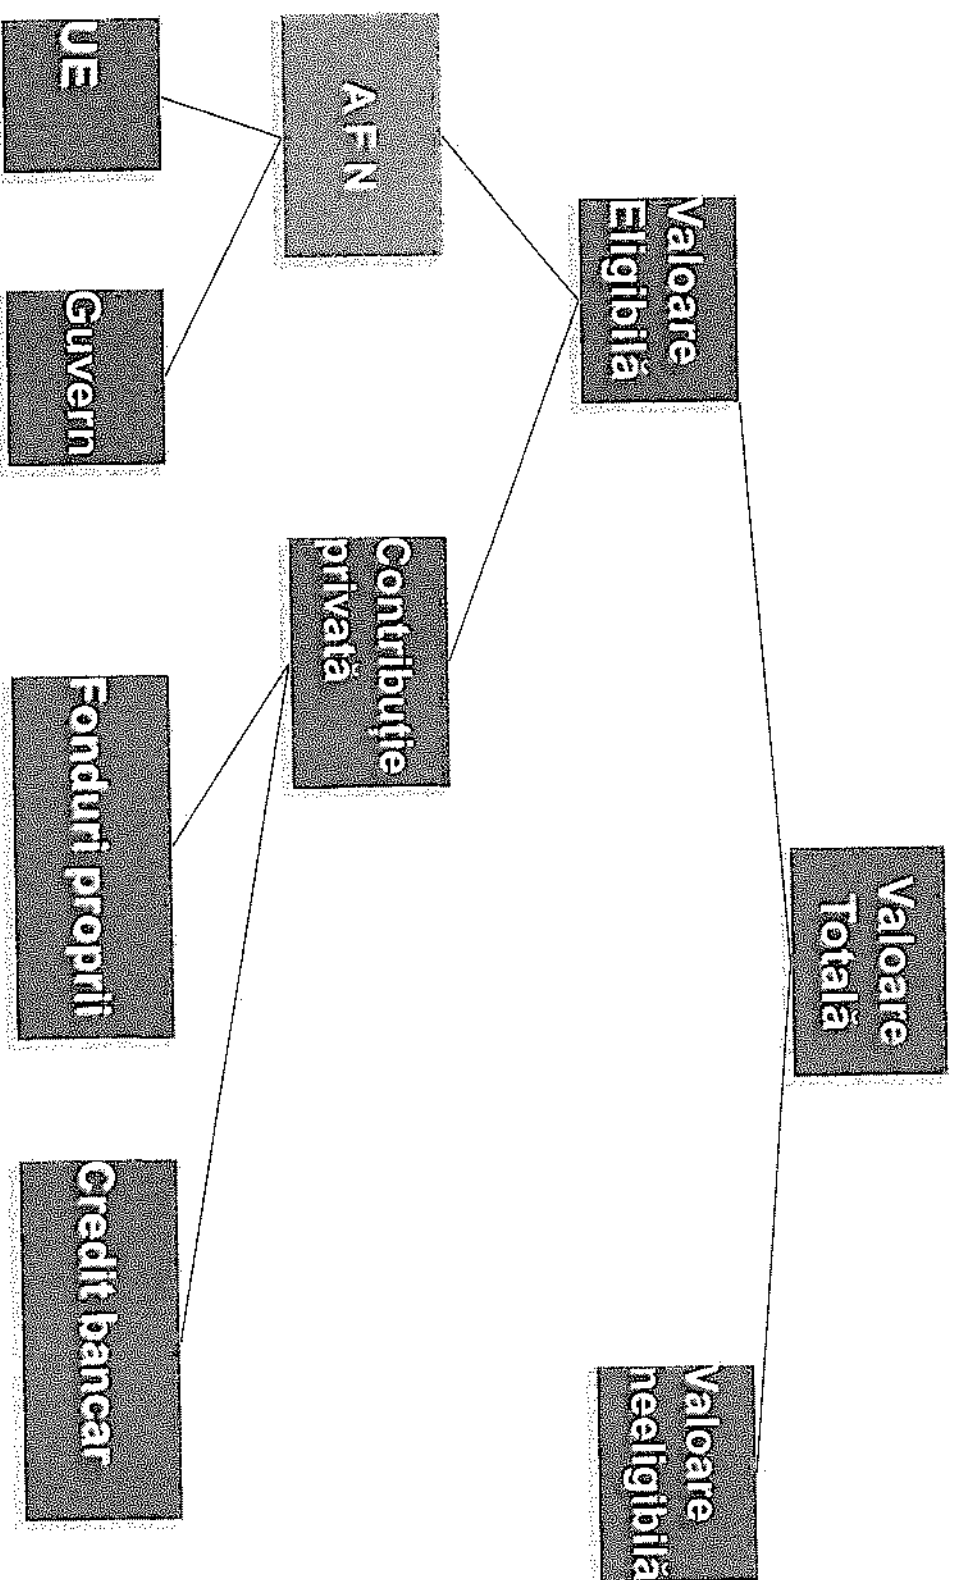 Valoare
Totală
Valoare
Eligibilă
Valoare
neeligibilă
A F N
Contribuție
privată
UE
Guvern
Fonduri proprii
Credit bancar